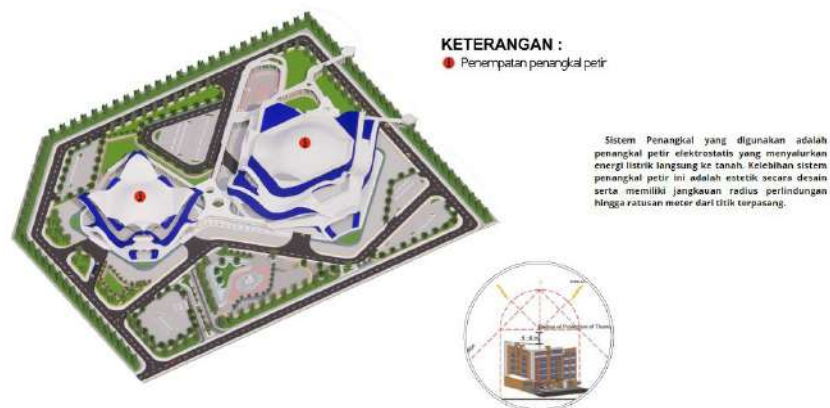 KETERANGAN :
Penempatan penangkal petir
Sistem Penangkal yang digunakan adalah
penangkal petir elektrostatis yang menyalurkan
energi listrik langsung ke tanah. Kelebihan sistem
penangkal petir ini adalah estetik secara desain
serta memiliki jangkauan radius perlindungan
hingga ratusan meter dari titik terpasang.